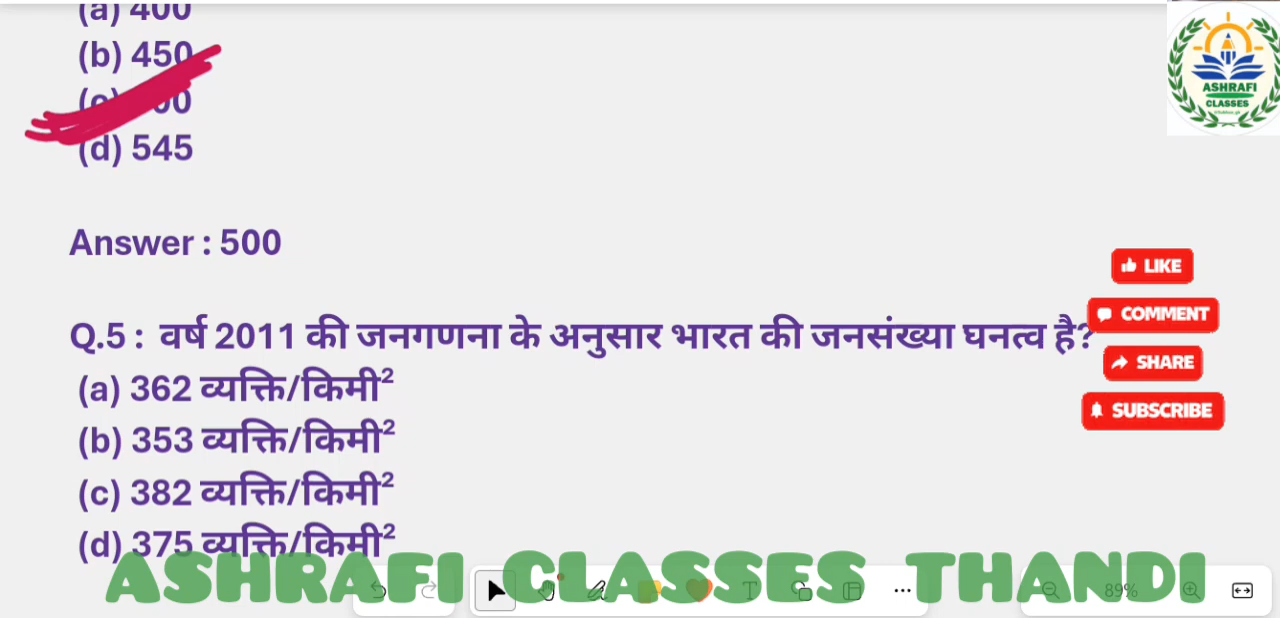 (a) 400
(b) 450
(d) 545
Answer : 500
Q.5 : वर्ष 2011 की जनगणना के अनुसार भारत की जनसंख्या घनत्व है?
(a) 362 व्यक्ति/किमी²
(b) 353 व्यक्ति/किमी²
(c) 382 व्यक्ति/किमी²
(d) 375 व्यक्ति/किमी²
ASHRAFI
CLASSES
LIKE
COMMENT
SHARE
SUBSCRIBE
ASHRAFI CLASSES THANDI
89%